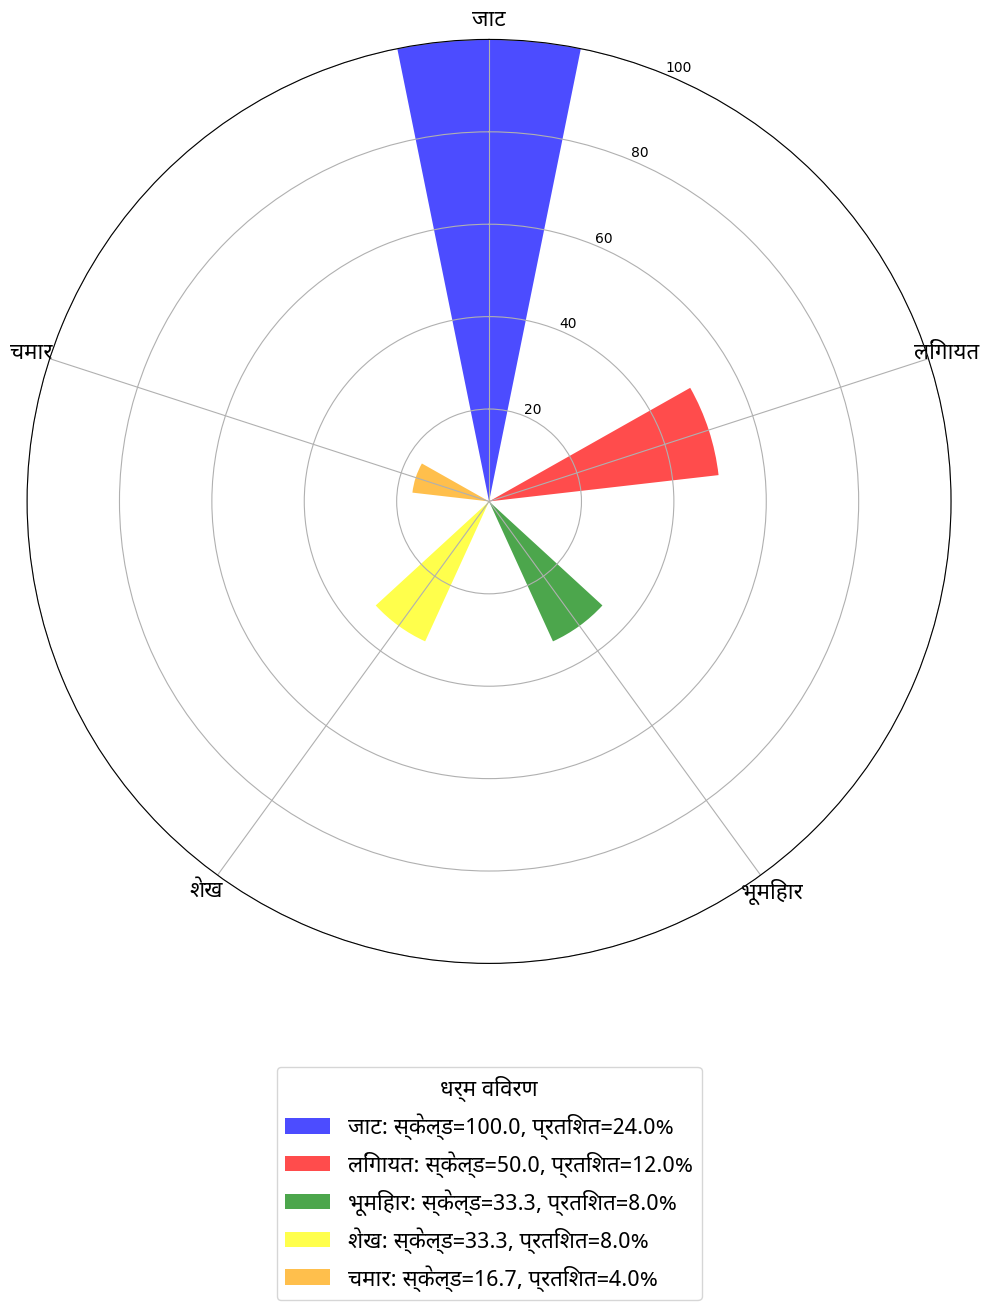 जाट
100
80
60
40
20
चमार
लिंगायत
शेख
भूमिहार
धर्म विवरण
जाट: स्केल्ड=100.0, प्रतिशत=24.0%
लिगायत: स्केल्ड=50.0, प्रतिशत=12.0%
भूमिहार: स्केल्ड=33.3, प्रतिशत=8.0%
शेख: स्केल्ड=33.3, प्रतिशत=8.0%
चमार: स्केल्ड=16.7, प्रतिशत=4.0%